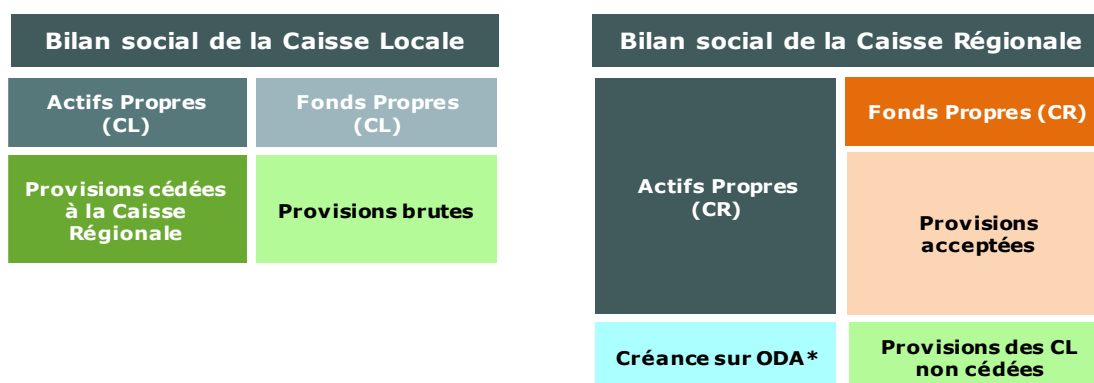 Bilan social de la Caisse Locale
Actifs Propres
(CL)
Fonds Propres
(CL)
Provisions cédées
à la Caisse
Régionale
Provisions brutes
Bilan social de la Caisse Régionale
Actifs Propres
(CR)
Fonds Propres (CR)
Provisions
acceptées
Créance sur ODA*
Provisions des CL
non cédées